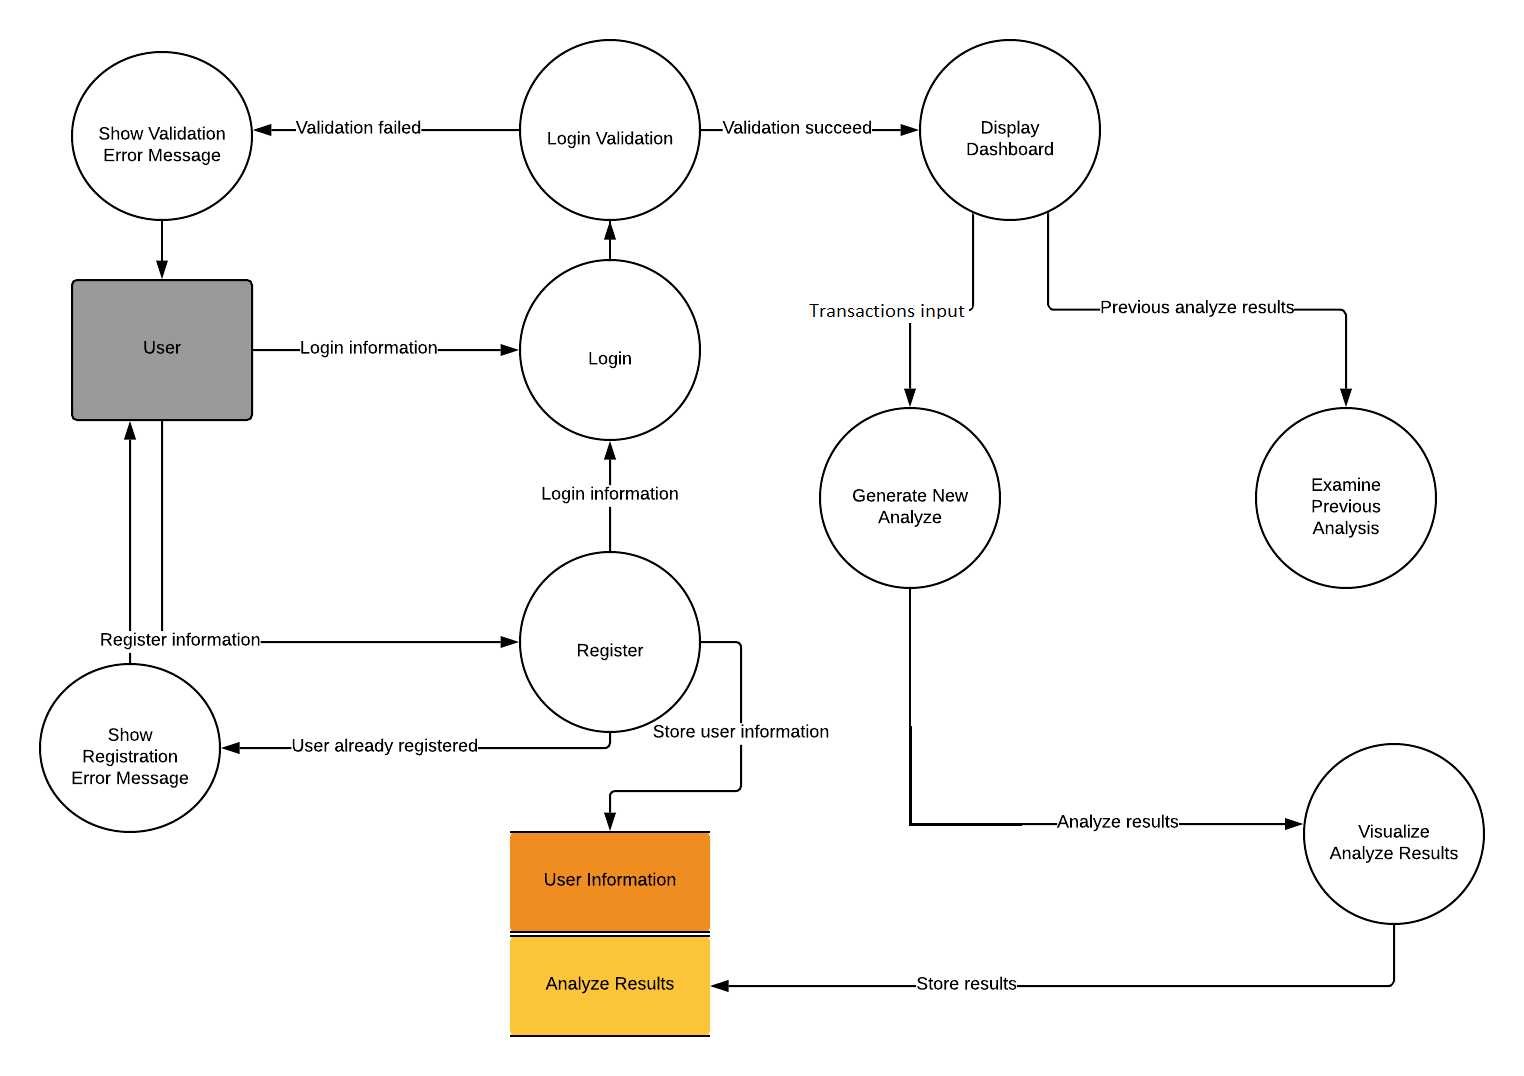 Show Validation
Error Message
Validation failed
Login Validation
Validation succeed
Display
Dashboard
User
Login information
Login
Transactions input
Previous analyze results
Login information
Generate New
Analyze
Examine
Previous
Analysis
Register information
Register
Show
Registration
Error Message
User already registered
Store user information
Analyze results
Visualize
Analyze Results
User Information
Analyze Results
Store results